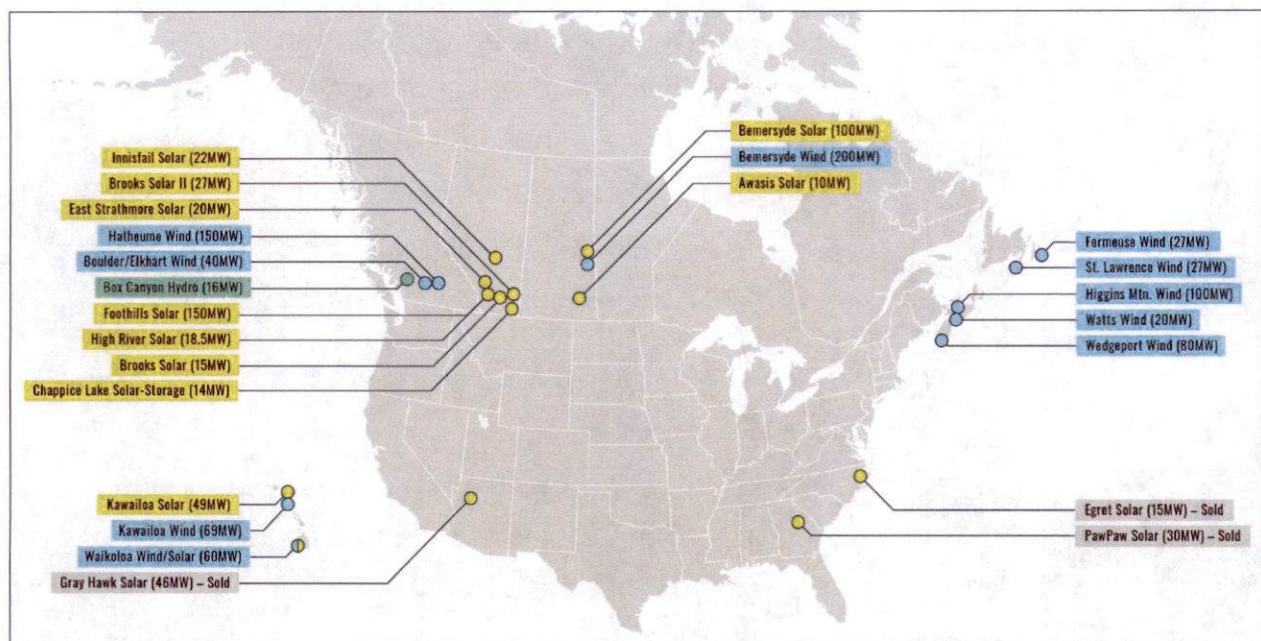 Innisfail Solar (22MW)
Brooks Solar II (27MW)
East Strathmore Solar (20MW)
Hatheume Wind (150MW)
Boulder/Elkhart Wind (40MW)
Box Canyon Hydro (16MW)
Foothills Solar (150MW)
High River Solar (18.5MW)
Brooks Solar (15MW)
Chappice Lake Solar-Storage (14MW)
Kawailoa Solar (49MW)
Kawailoa Wind (69MW)
Waikoloa Wind/Solar (60MW)
Gray Hawk Solar (46MW) – Sold
Bemersyde Solar (100MW)
Bemersyde Wind (200MW)
Awasis Solar (10MW)
Fermeuse Wind (27MW)
St. Lawrence Wind (27MW)
Higgins Mtn. Wind (100MW)
Watts Wind (20MW)
Wedgeport Wind (80MW)
Egret Solar (15MW) – Sold
PawPaw Solar (30MW) – Sold